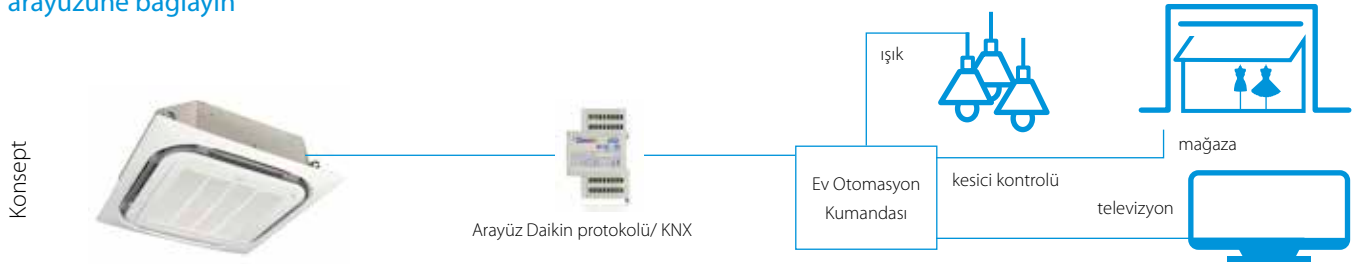 arayüzüne bağlayın
Konsept
Arayüz Daikin protokolü/ KNX
Ev Otomasyon
Kumandası
ışık
kesici kontrolü
mağaza
televizyon